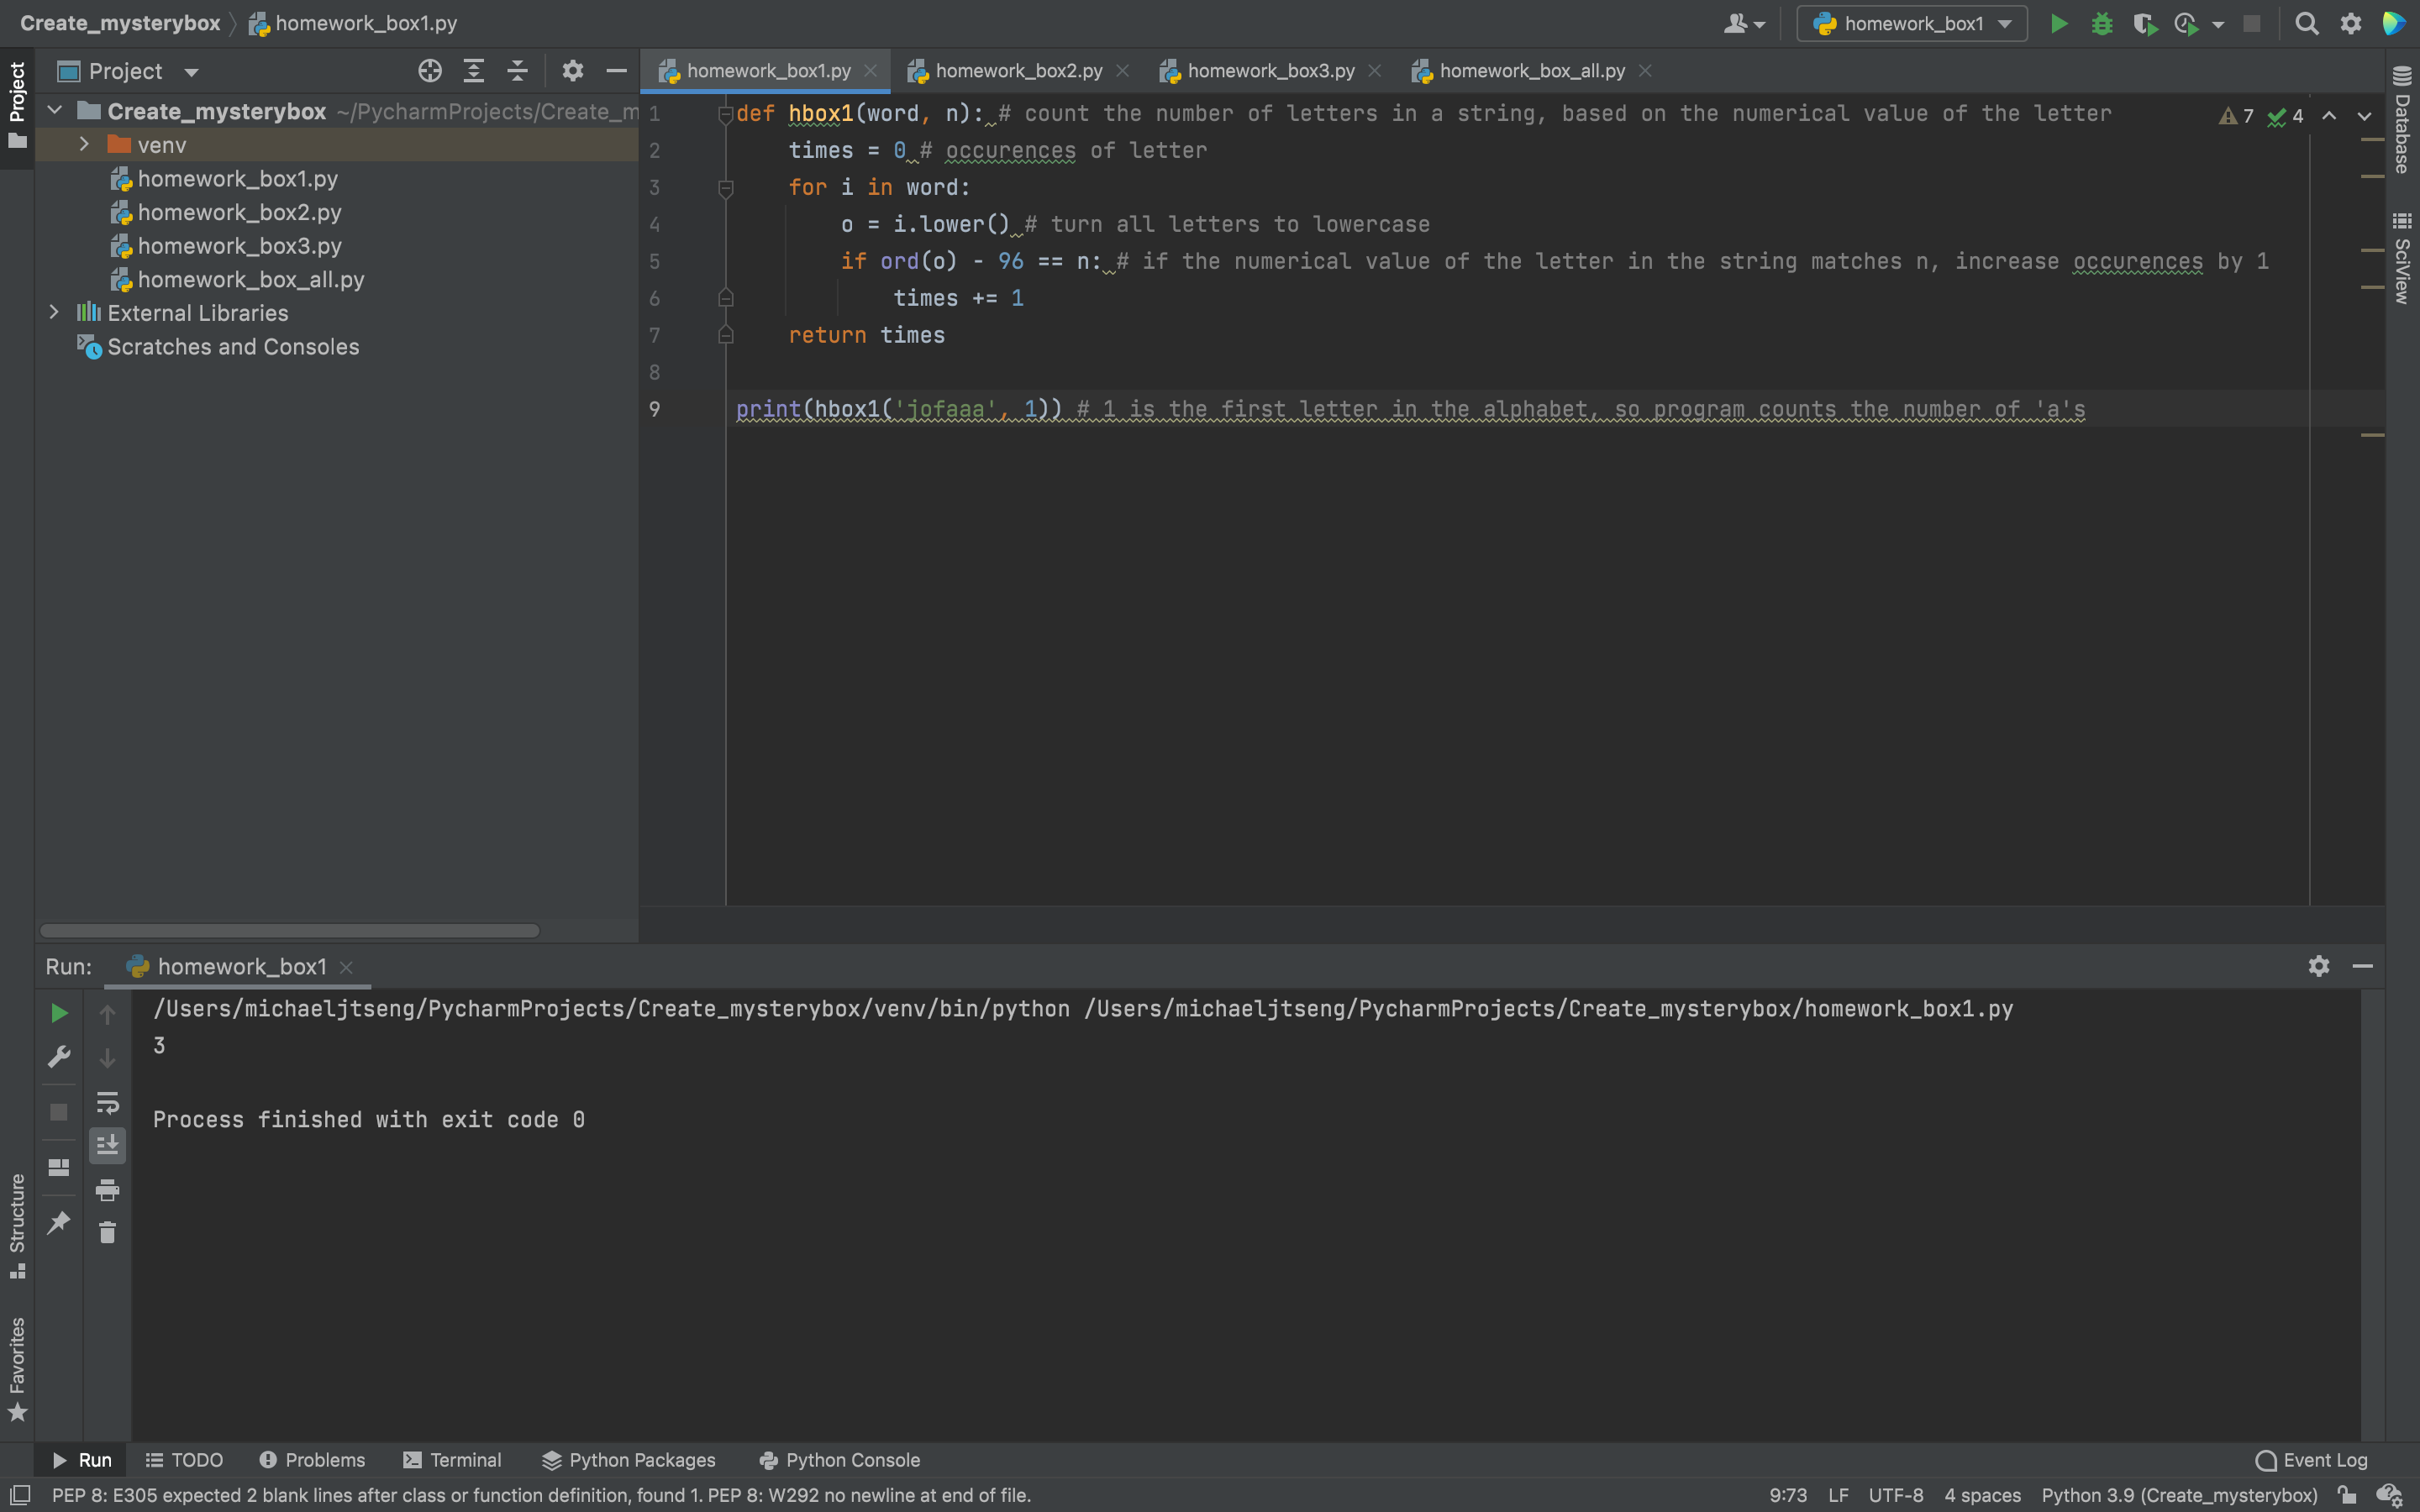 Create_mysterybox homework_box1.py
homework_box1
Project
Project
Create_mysterybox ~/PycharmProjects/Create_m
venv
homework_box1.py
homework_box2.py
homework_box3.py
homework_box_all.py
External Libraries
Scratches and Consoles
homework_box1.py homework_box2.py homework_box3.py homework_box_all.py
1 def hbox1(word, n): # count the number of letters in a string, based on the numerical value of the letter
2 times = 0 # occurences of letter
3 for i in word:
4 o = i.lower() # turn all letters to lowercase
5 if ord(o) - 96 == n: # if the numerical value of the letter in the string matches n, increase occurences by 1
6 times += 1
7 return times
8
9 print(hbox1('jofaaa', 1)) # 1 is the first letter in the alphabet, so program counts the number of 'a's
7 4
Database
SciView
Run: homework_box1
/Users/michaeljtseng/PycharmProjects/Create_mysterybox/venv/bin/python /Users/michaeljtseng/PycharmProjects/Create_mysterybox/homework_box1.py
3
Process finished with exit code 0
Structure
Favorites
Run TODO Problems Terminal Python Packages Python Console Event Log
PEP 8: E305 expected 2 blank lines after class or function definition, found 1. PEP 8: W292 no newline at end of file. 9:73 LF UTF-8 4 spaces Python 3.9 (Create_mysterybox)